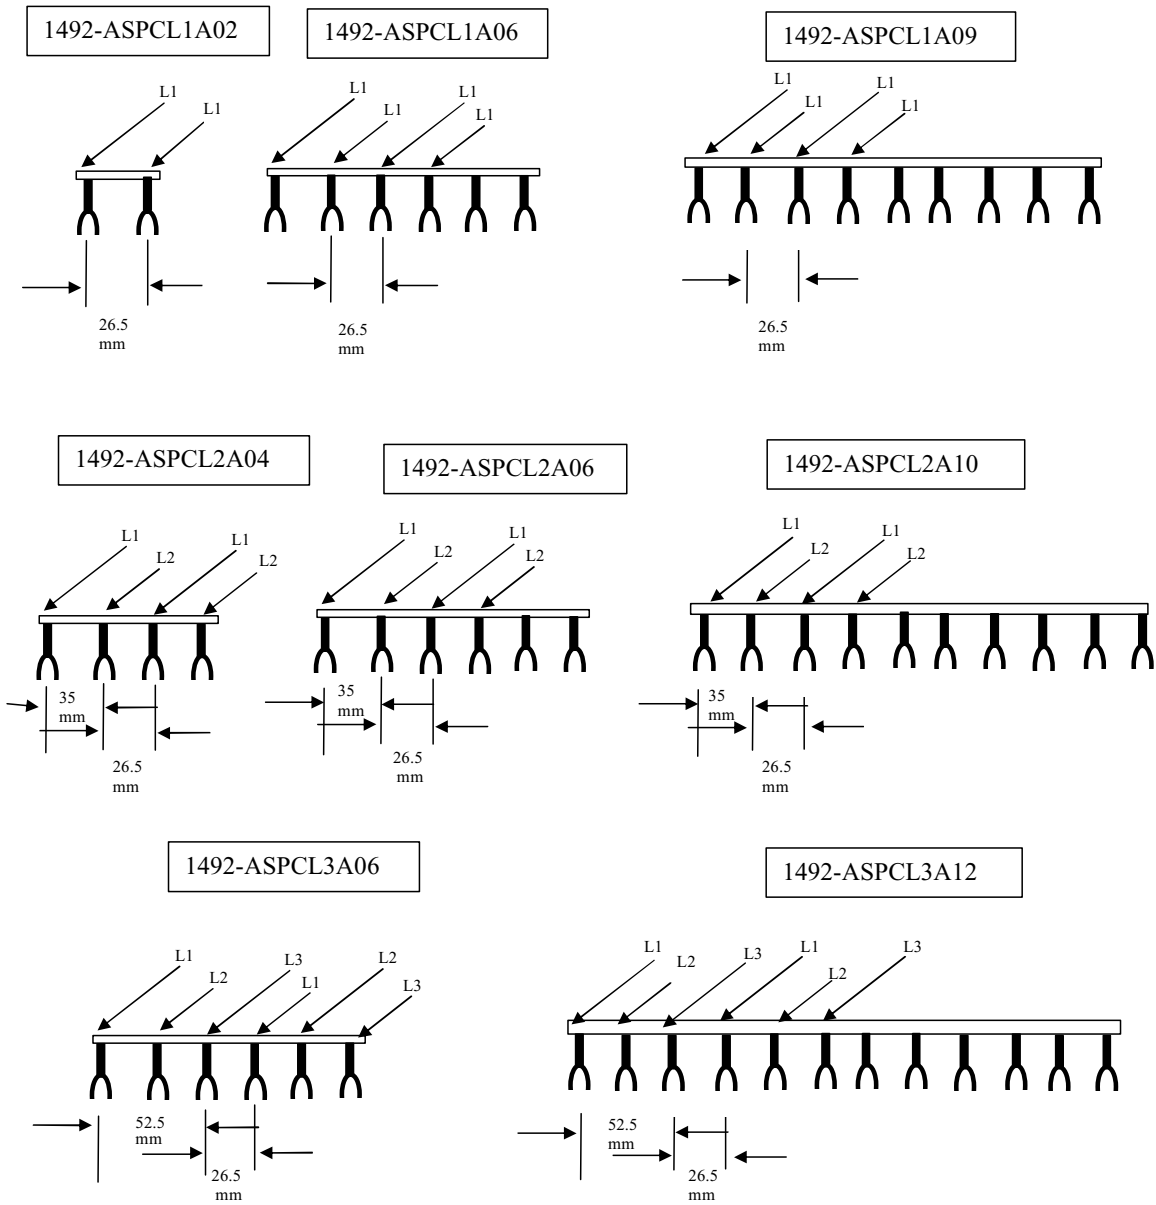 1492-ASPCL1A02
1492-ASPCL1A06
1492-ASPCL1A09
L1
L1
L1
L1
L1
L1
L1
L1
L1
L1
26.5
mm
26.5
mm
26.5
mm
1492-ASPCL2A04
1492-ASPCL2A06
1492-ASPCL2A10
L1
L2
L1
L2
L1
L2
L1
L2
L1
L2
L1
L2
35
mm
26.5
mm
35
mm
26.5
mm
35
mm
26.5
mm
1492-ASPCL3A06
1492-ASPCL3A12
L1
L2
L3
L1
L2
L3
L1
L2
L3
L1
L2
L3
52.5
mm
26.5
mm
52.5
mm
26.5
mm